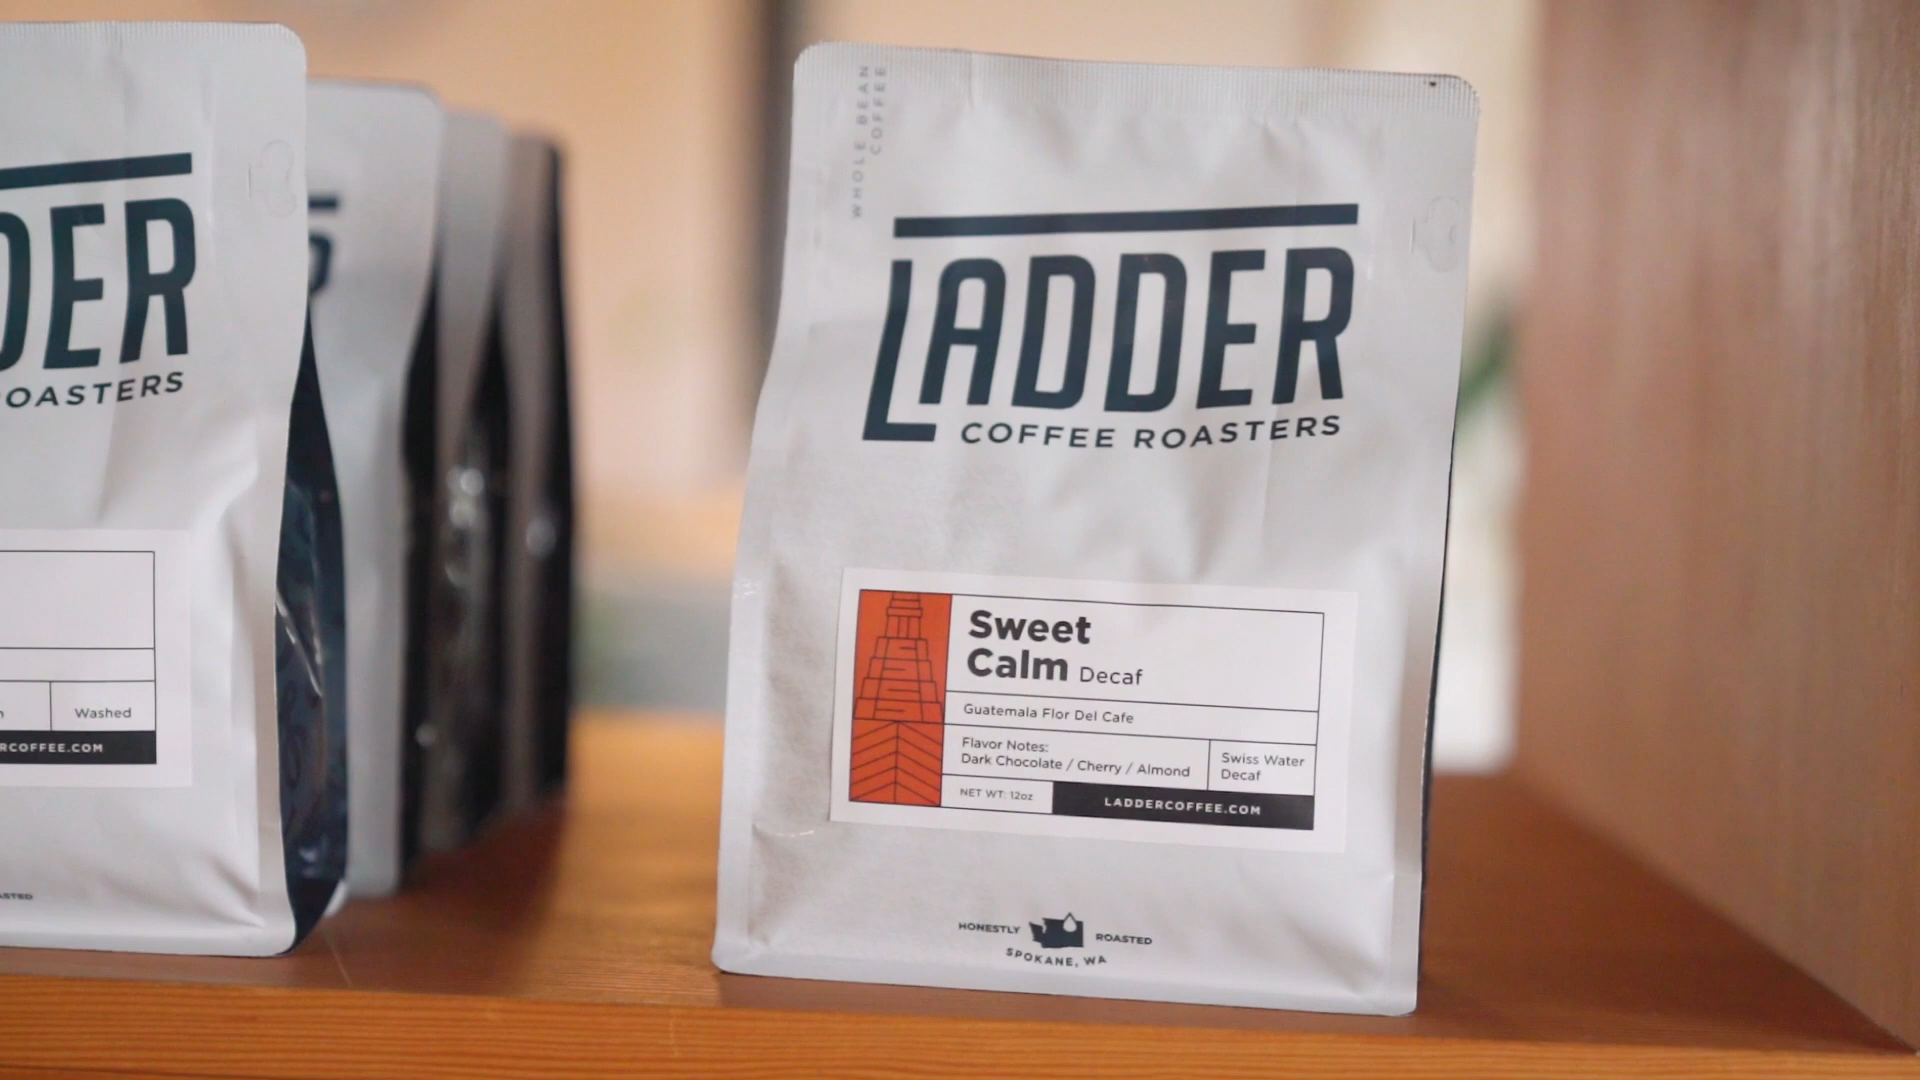 DER
OASTERS
Washed
RCOFFEE.COM
ASTED
WHOLE BEAN
COFFEE
LADDER
COFFEE ROASTERS
Sweet
Calm Decaf
Guatemala Flor Del Cafe
Flavor Notes:
Dark Chocolate / Cherry / Almond
Swiss Water
Decaf
NET WT: 12oz
LADDERCOFFEE.COM
HONESTLY ROASTED
SPOKANE, WA